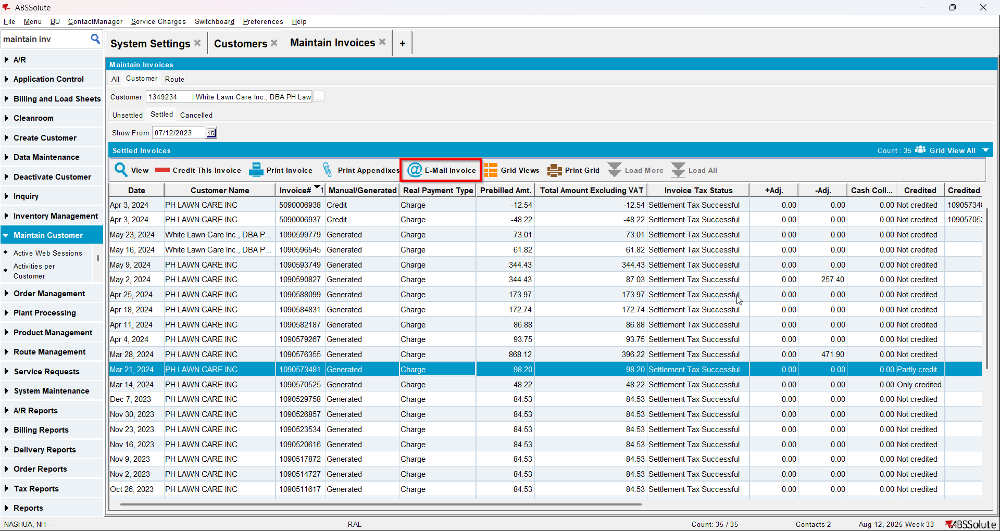 ABSSolute
File Menu BU ContactManager Service Charges Switchboard Preferences Help
maintain inv
System Settings Customers Maintain Invoices +
A/R
Application Control
Billing and Load Sheets
Cleanroom
Create Customer
Data Maintenance
Deactivate Customer
Inquiry
Inventory Management
Maintain Customer
Active Web Sessions
Activities per
Customer
Order Management
Plant Processing
Product Management
Route Management
Service Requests
System Maintenance
A/R Reports
Billing Reports
Delivery Reports
Order Reports
Tax Reports
Reports
Maintain Invoices
All Customer Route
Customer 1349234 | White Lawn Care Inc., DBA PH Law ...
Unsettled Settled Cancelled
Show From 07/12/2023 16
Settled Invoices Count : 35 Grid View All
View Credit This Invoice Print Invoice Print Appendixes @ E-Mail Invoice Grid Views Print Grid Load More Load All
Date Customer Name Invoice# 1 Manual/Generated Real Payment Type Prebilled Amt. Total Amount Excluding VAT Invoice Tax Status +Adj. -Adj. Cash Coll... Credited Credited
Apr 3, 2024 PH LAWN CARE INC 5090006938 Credit Charge -12.54 -12.54 Settlement Tax Successful 0.00 0.00 0.00 Not credited 109057348
Apr 3, 2024 PH LAWN CARE INC 5090006937 Credit Charge -48.22 -48.22 Settlement Tax Successful 0.00 0.00 0.00 Not credited 109057052
May 23, 2024 White Lawn Care Inc., DBA P... 1090599779 Generated Charge 73.01 73.01 Settlement Tax Successful 0.00 0.00 0.00 Not credited
May 16, 2024 White Lawn Care Inc., DBA P... 1090596545 Generated Charge 61.82 61.82 Settlement Tax Successful 0.00 0.00 0.00 Not credited
May 9, 2024 PH LAWN CARE INC 1090593749 Generated Charge 344.43 344.43 Settlement Tax Successful 0.00 0.00 0.00 Not credited
May 2, 2024 PH LAWN CARE INC 1090590827 Generated Charge 344.43 87.03 Settlement Tax Successful 0.00 257.40 0.00 Not credited
Apr 25, 2024 PH LAWN CARE INC 1090588099 Generated Charge 173.97 173.97 Settlement Tax Successful 0.00 0.00 0.00 Not credited
Apr 18, 2024 PH LAWN CARE INC 1090584831 Generated Charge 172.74 172.74 Settlement Tax Successful 0.00 0.00 0.00 Not credited
Apr 11, 2024 PH LAWN CARE INC 1090582187 Generated Charge 86.88 86.88 Settlement Tax Successful 0.00 0.00 0.00 Not credited
Apr 4, 2024 PH LAWN CARE INC 1090579267 Generated Charge 93.75 93.75 Settlement Tax Successful 0.00 0.00 0.00 Not credited
Mar 28, 2024 PH LAWN CARE INC 1090576355 Generated Charge 868.12 396.22 Settlement Tax Successful 0.00 471.90 0.00 Not credited
Mar 21, 2024 PH LAWN CARE INC 1090573481 Generated Charge 98.20 98.20 Settlement Tax Successful 0.00 0.00 0.00 Partly credit...
Mar 14, 2024 PH LAWN CARE INC 1090570525 Generated Charge 48.22 48.22 Settlement Tax Successful 0.00 0.00 0.00 Only credited
Dec 7, 2023 PH LAWN CARE INC 1090529758 Generated Charge 84.53 84.53 Settlement Tax Successful 0.00 0.00 0.00 Not credited
Nov 30, 2023 PH LAWN CARE INC 1090526857 Generated Charge 84.53 84.53 Settlement Tax Successful 0.00 0.00 0.00 Not credited
Nov 23, 2023 PH LAWN CARE INC 1090523534 Generated Charge 84.53 84.53 Settlement Tax Successful 0.00 0.00 0.00 Not credited
Nov 16, 2023 PH LAWN CARE INC 1090520616 Generated Charge 84.53 84.53 Settlement Tax Successful 0.00 0.00 0.00 Not credited
Nov 9, 2023 PH LAWN CARE INC 1090517872 Generated Charge 84.53 84.53 Settlement Tax Successful 0.00 0.00 0.00 Not credited
Nov 2, 2023 PH LAWN CARE INC 1090514727 Generated Charge 84.53 84.53 Settlement Tax Successful 0.00 0.00 0.00 Not credited
Oct 26, 2023 PH LAWN CARE INC 1090511617 Generated Charge 84.53 84.53 Settlement Tax Successful 0.00 0.00 0.00 Not credited
NASHUA, NH - - RAL Count: 35 / 35 Contacts 2 Aug 12, 2025 Week 33 ABSSolute